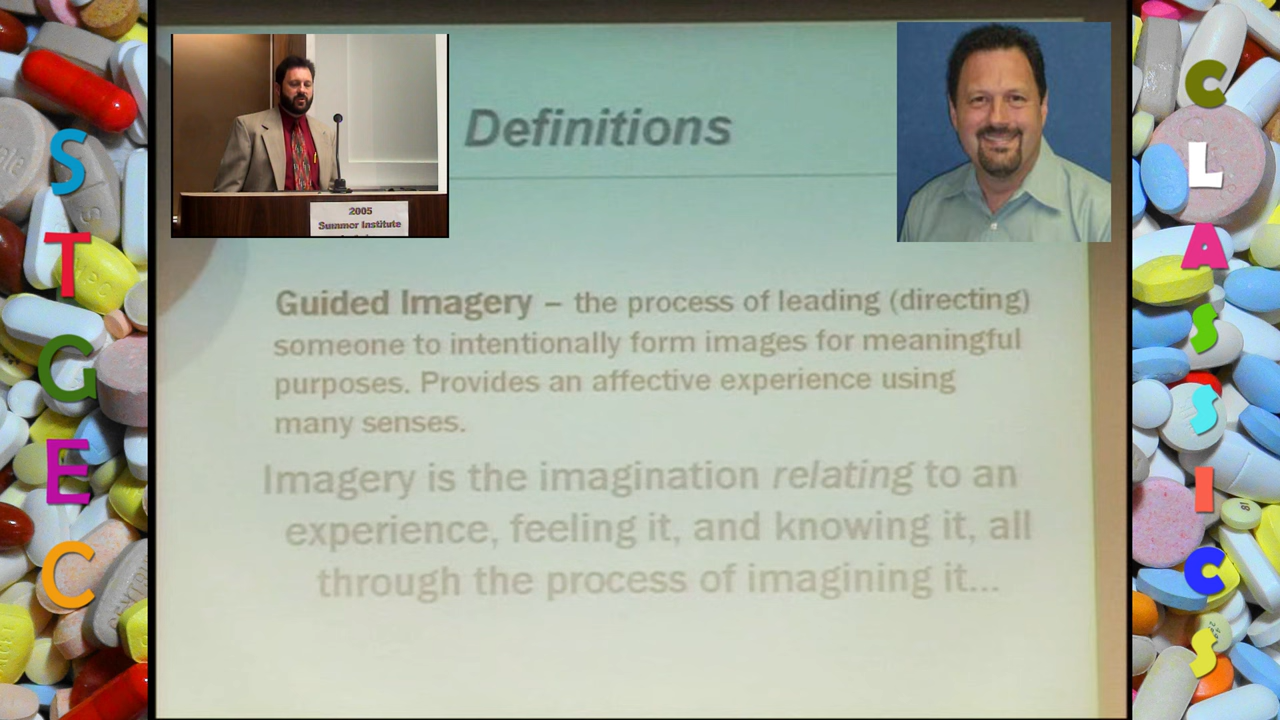 STGEC
CLASSICS
2005
Summer Institute
Definitions
Guided Imagery – the process of leading (directing)
someone to intentionally form images for meaningful
purposes. Provides an affective experience using
many senses.
Imagery is the imagination relating to an
experience, feeling it, and knowing it, all
through the process of imagining it...